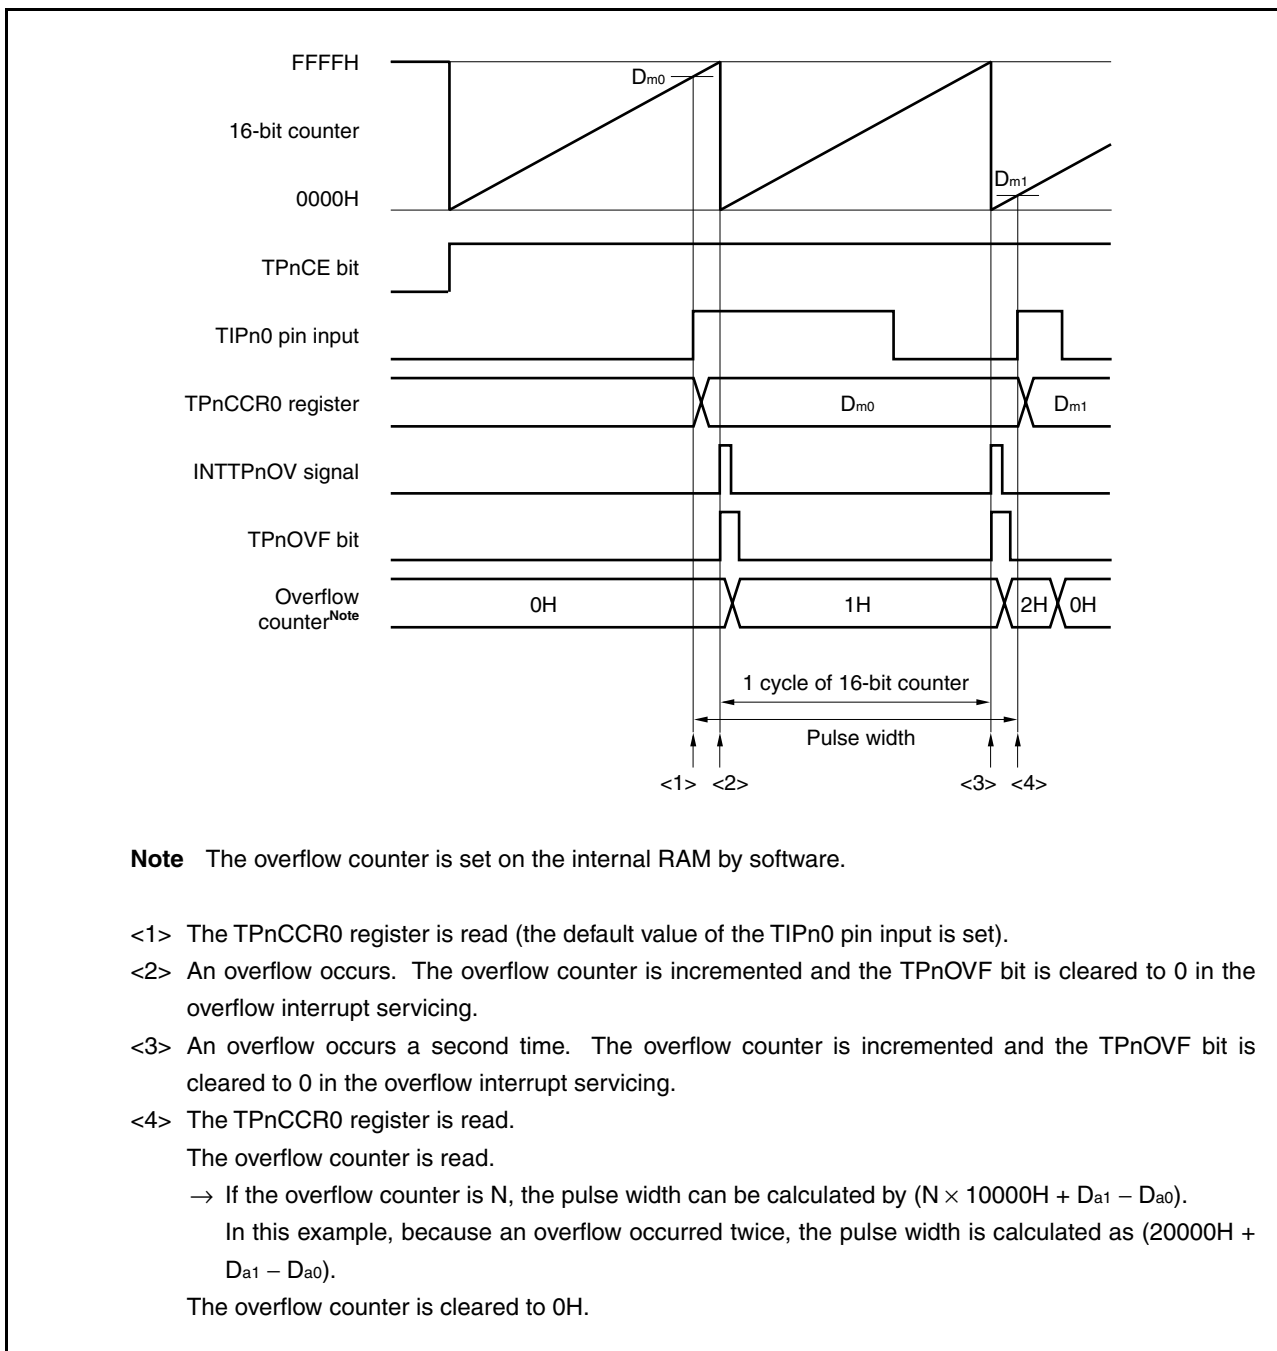 FFFFH
Dm0
16-bit counter
Dm1
0000H
TPnCE bit
TIPn0 pin input
TPnCCR0 register
Dm0
Dm1
INTTPnOV signal
TPnOVF bit
Overflow
counterNote
0H
1H
2H
0H
1 cycle of 16-bit counter
Pulse width
<1> <2> <3> <4>
Note The overflow counter is set on the internal RAM by software.
<1> The TPnCCR0 register is read (the default value of the TIPn0 pin input is set).
<2> An overflow occurs. The overflow counter is incremented and the TPnOVF bit is cleared to 0 in the
overflow interrupt servicing.
<3> An overflow occurs a second time. The overflow counter is incremented and the TPnOVF bit is
cleared to 0 in the overflow interrupt servicing.
<4> The TPnCCR0 register is read.
The overflow counter is read.
→ If the overflow counter is N, the pulse width can be calculated by (N × 10000H + Da1 – Da0).
In this example, because an overflow occurred twice, the pulse width is calculated as (20000H +
Da1 – Da0).
The overflow counter is cleared to 0H.